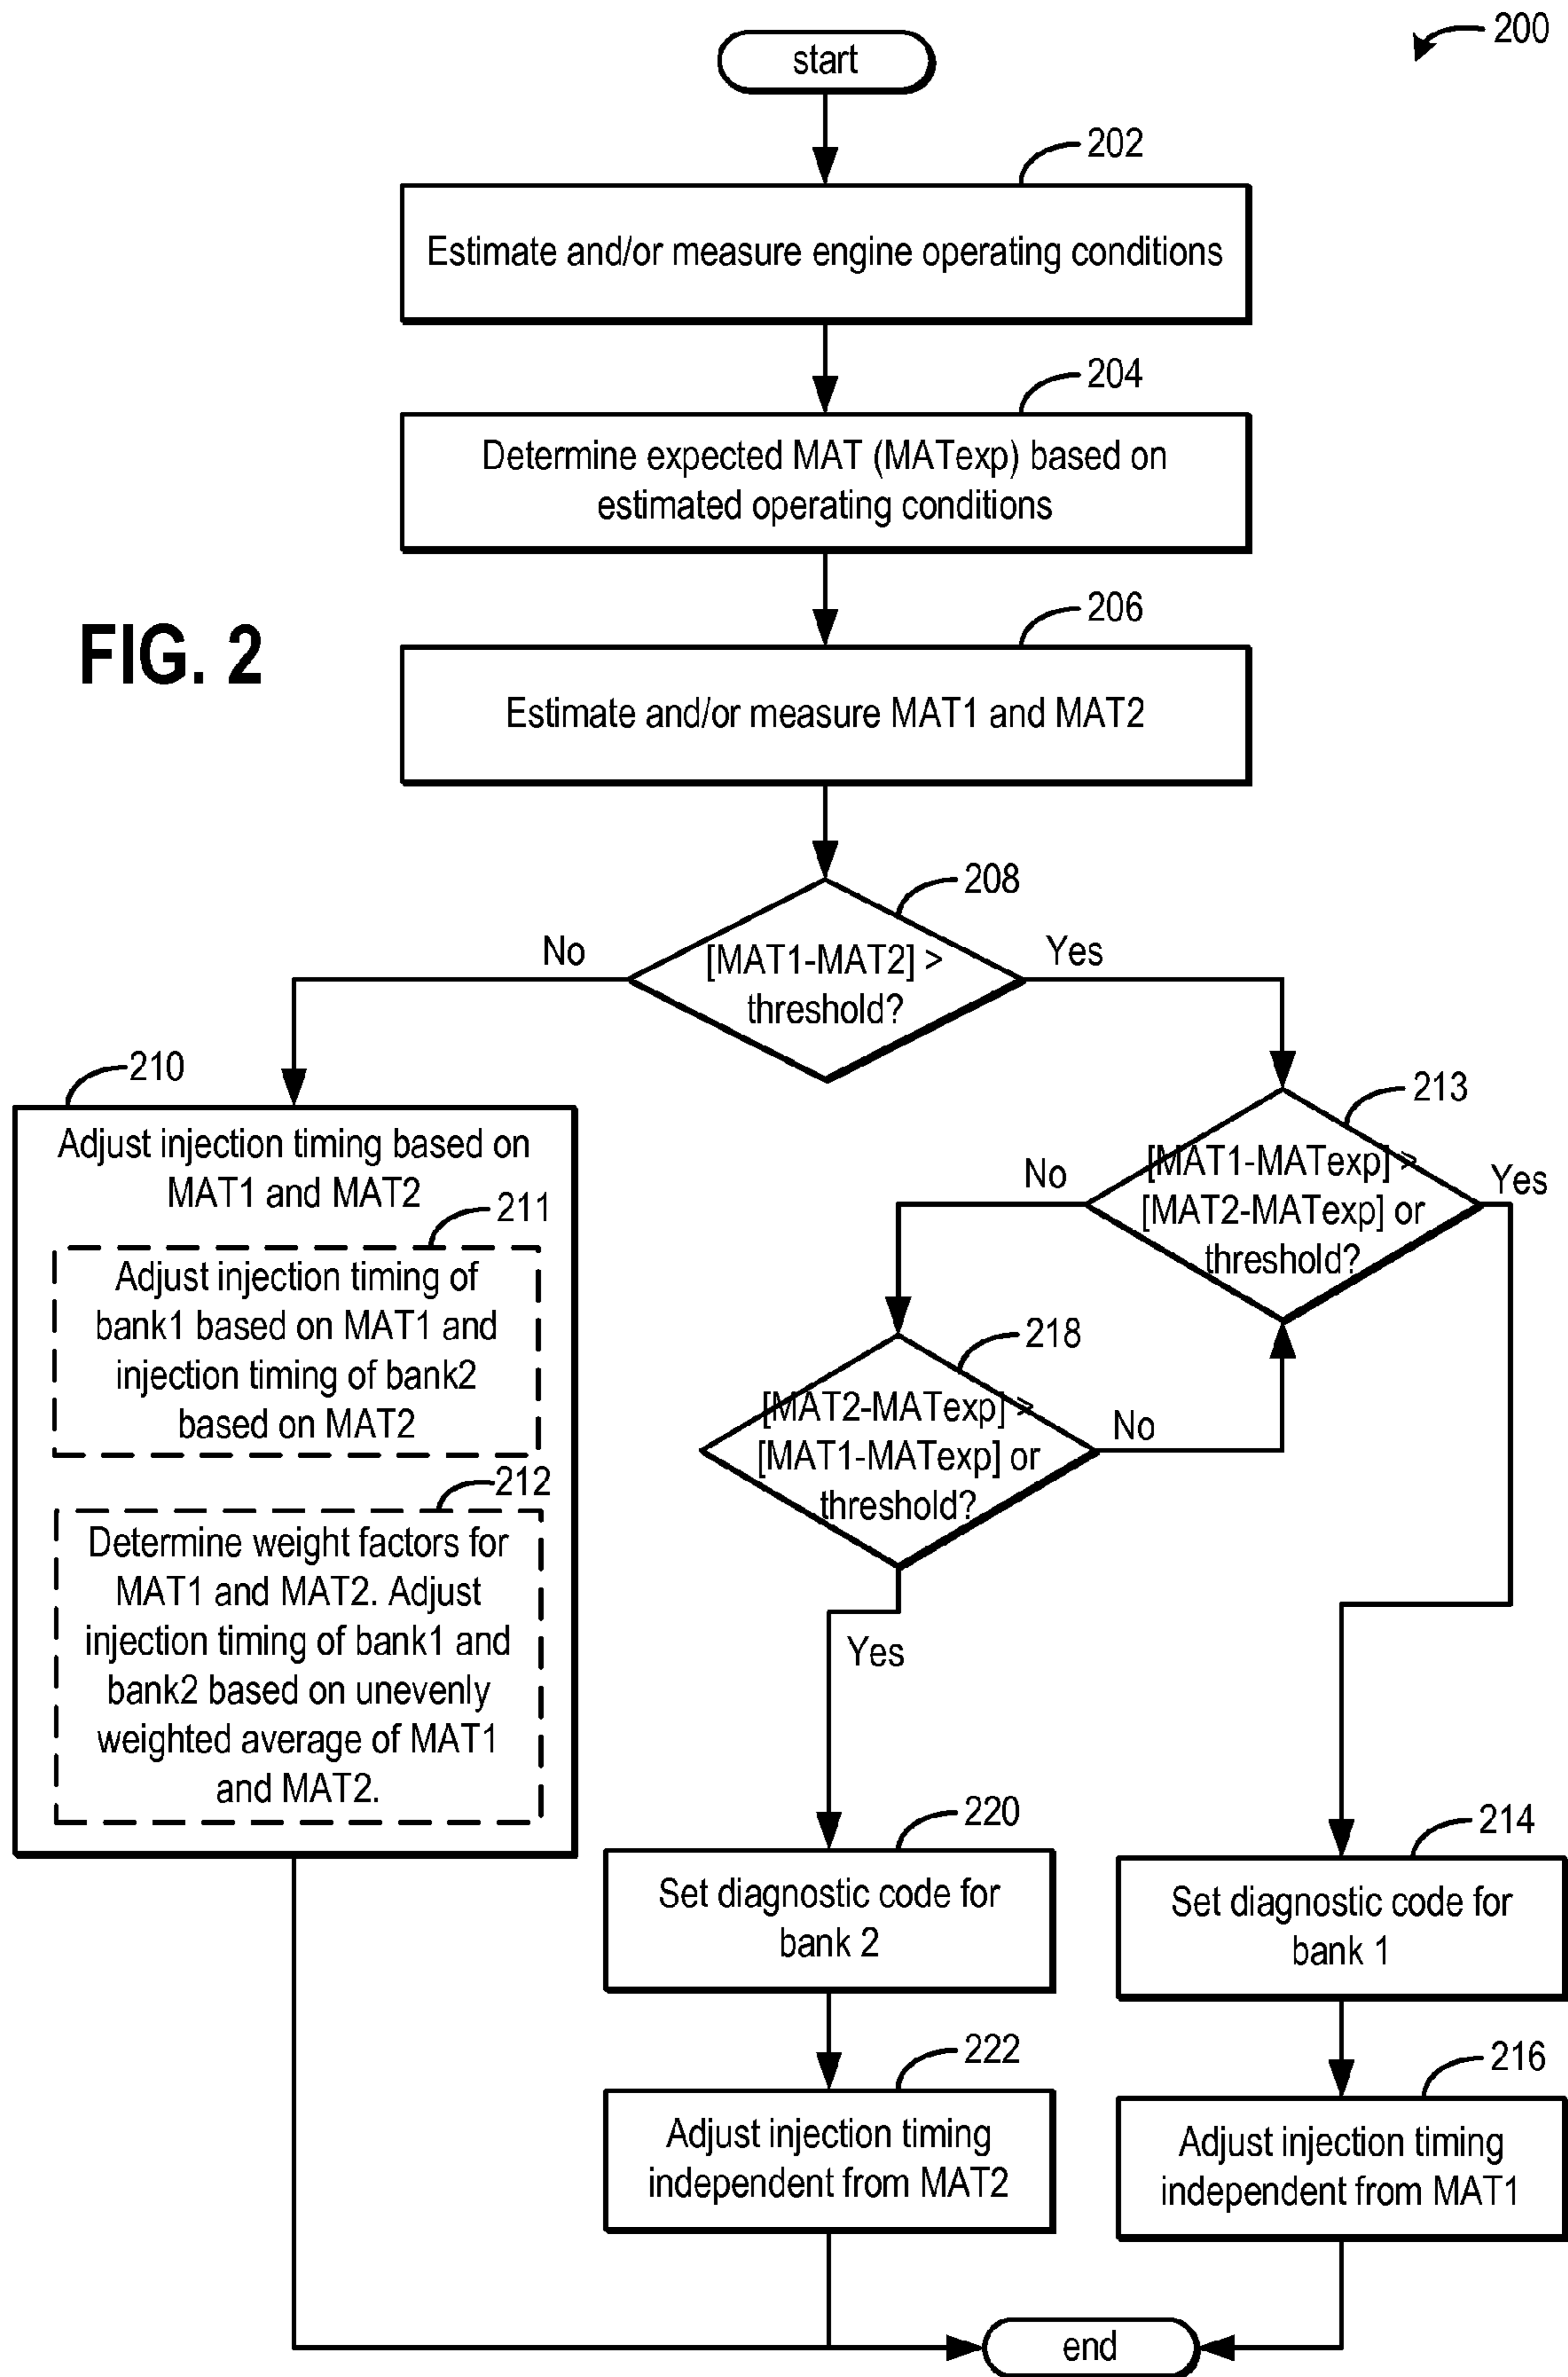 200
start
202
Estimate and/or measure engine operating conditions
204
Determine expected MAT (MATexp) based on
estimated operating conditions
206
FIG. 2
Estimate and/or measure MAT1 and MAT2
208
No
[MAT1-MAT2] >
threshold?
Yes
210
Adjust injection timing based on
MAT1 and MAT2
211
Adjust injection timing of
bank1 based on MAT1 and
injection timing of bank2
based on MAT2
212
Determine weight factors for
MAT1 and MAT2. Adjust
injection timing of bank1 and
bank2 based on unevenly
weighted average of MAT1
and MAT2.
213
No
[MAT1-MATexp] >
[MAT2-MATexp] or
threshold?
Yes
218
[MAT2-MATexp] >
[MAT1-MATexp] or
threshold?
No
Yes
220
Set diagnostic code for
bank 2
222
Adjust injection timing
independent from MAT2
214
Set diagnostic code for
bank 1
216
Adjust injection timing
independent from MAT1
end